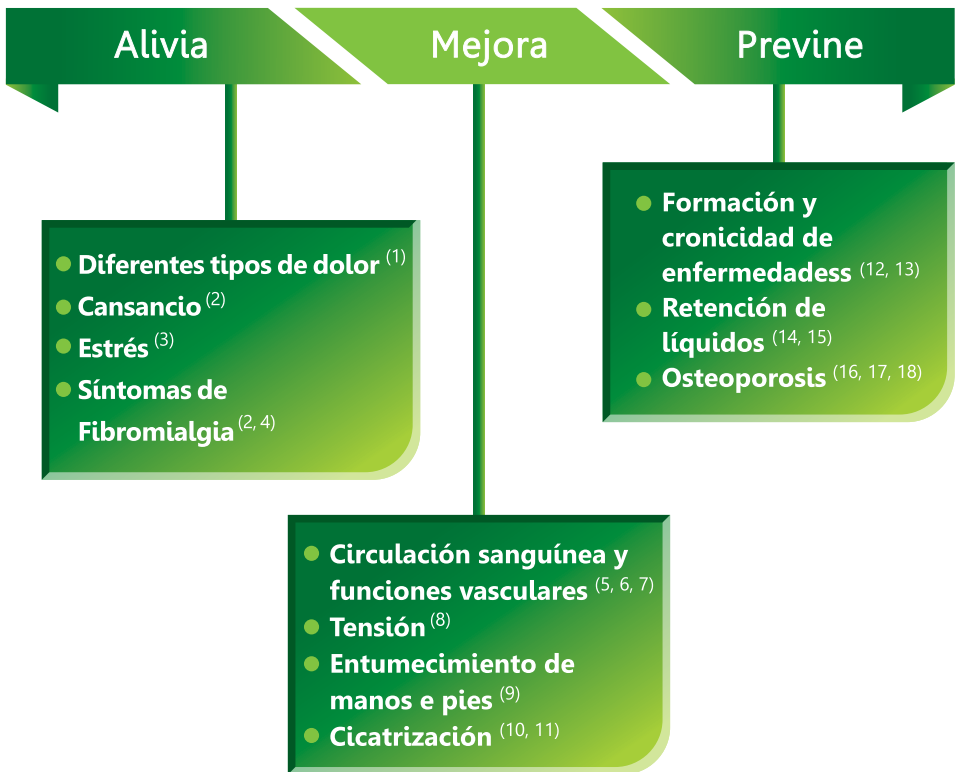 Alivia
Mejora
Previne
Diferentes tipos de dolor (1)
Cansancio (2)
Estrés (3)
Síntomas de
Fibromialgia (2, 4)
Circulación sanguínea y
funciones vasculares (5, 6, 7)
Tensión (8)
Entumecimiento de
manos e pies (9)
Cicatrización (10, 11)
Formación y
cronicidad de
enfermedadess (12, 13)
Retención de
líquidos (14, 15)
Osteoporosis (16, 17, 18)